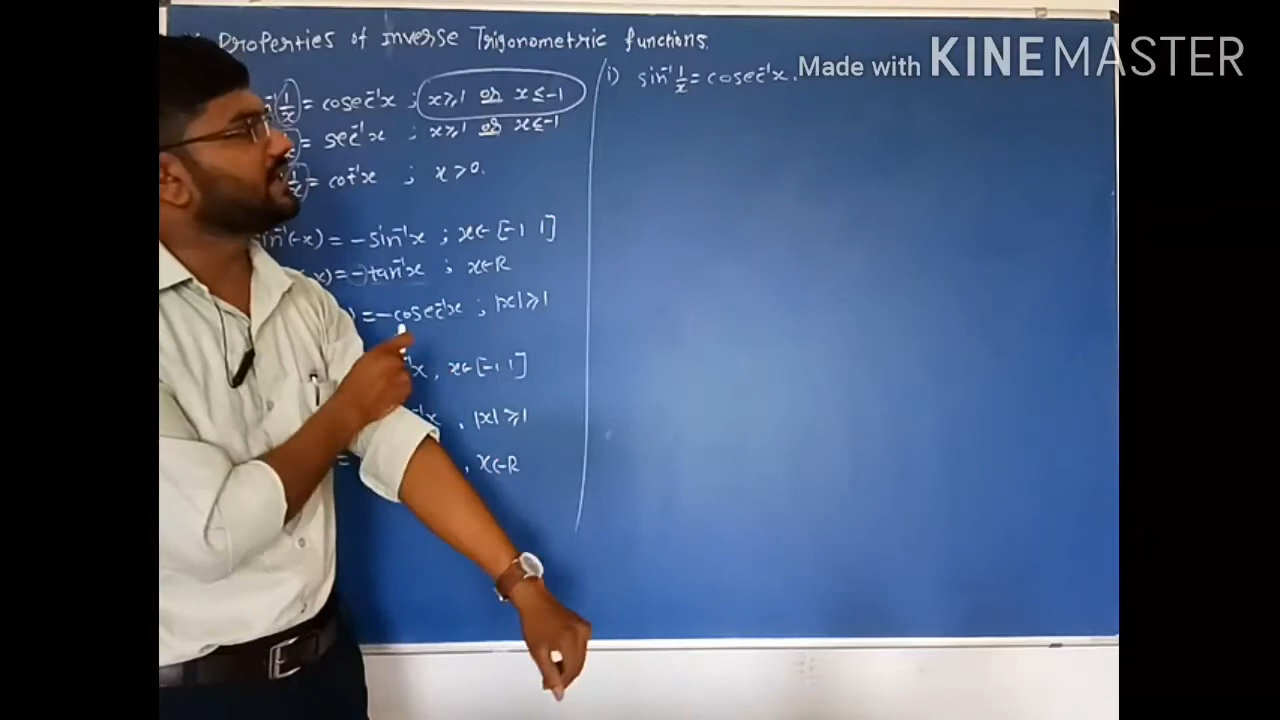 Properties of Inverse Trigonometric functions.
1/x = cosec⁻¹x ; x≥1 or x≤-1
= sec⁻¹x ; x≥1 or x≤-1
1/x = cot⁻¹x ; x>0.
sin⁻¹(-x) = -sin⁻¹x ; x∈[-1 1]
x) = -tan⁻¹x ; x∈R
) = -cosec⁻¹x ; |x|≥1
⁻¹x, x∈[-1 1]
⁻¹x, |x|≥1
= , x∈R
i) sin⁻¹ 1/x = cosec⁻¹x.
Made with KINEMASTER